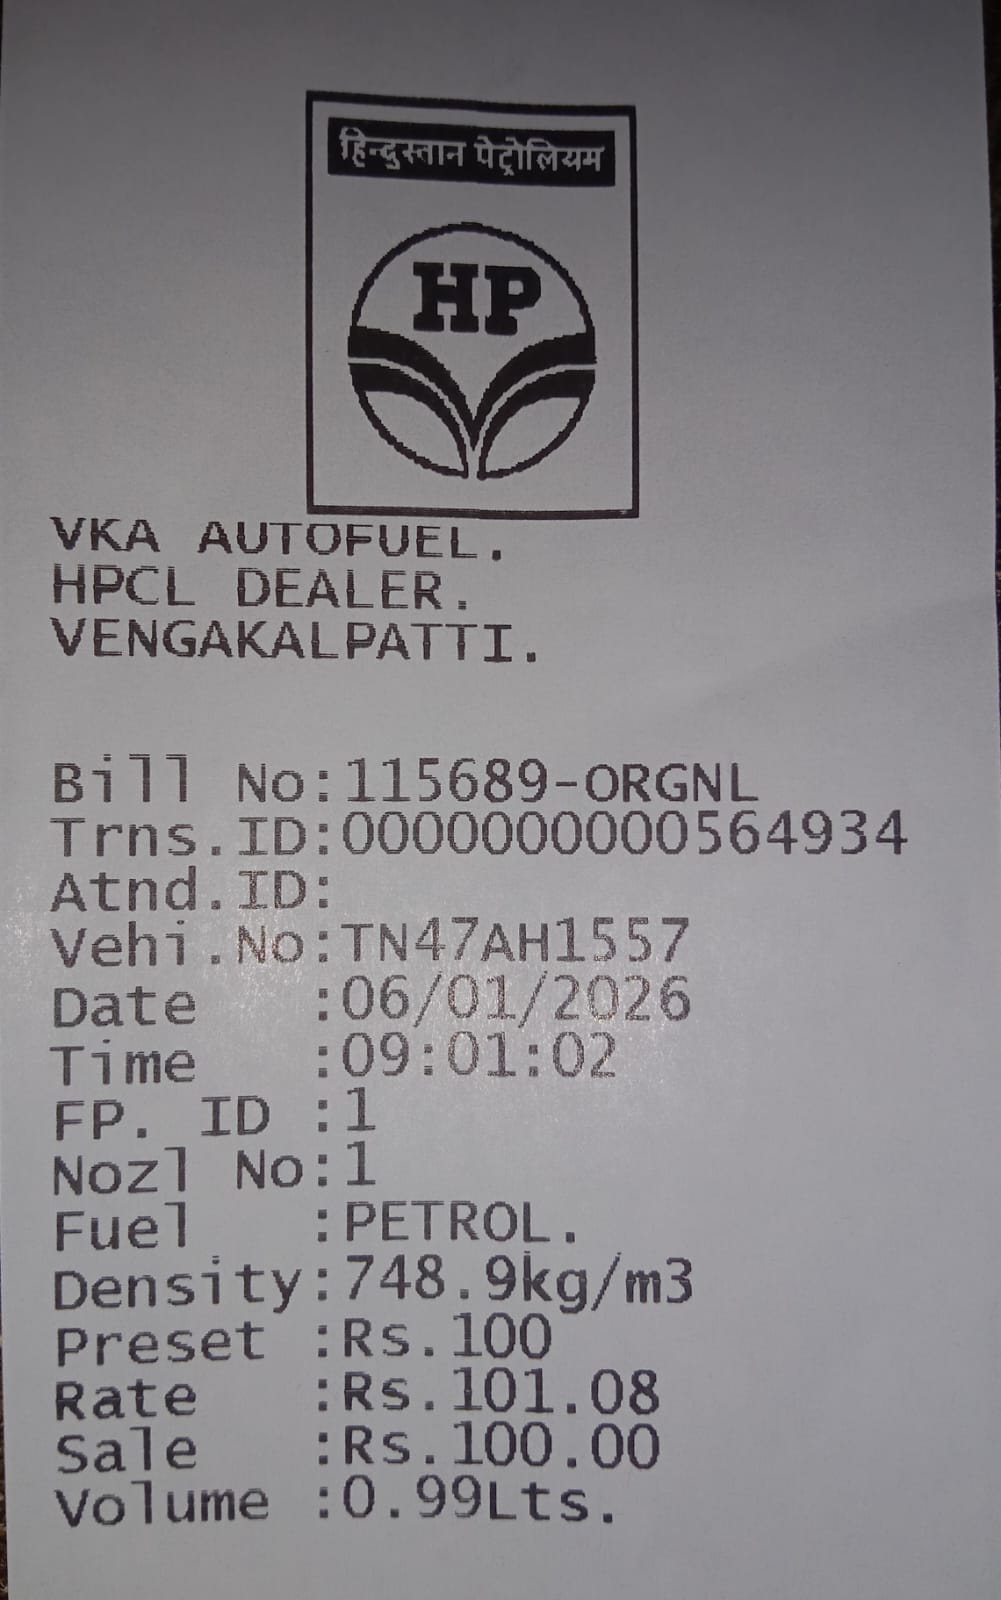 हिन्दुस्तान पेट्रोलियम
HP
VKA AUTOFUEL.
HPCL DEALER.
VENGAKALPATTI.
Bill No:115689-ORGNL
Trns.ID:0000000000564934
Atnd.ID:
Vehi.No:TN47AH1557
Date :06/01/2026
Time :09:01:02
FP. ID :1
Nozl No:1
Fuel :PETROL.
Density:748.9kg/m3
Preset :Rs.100
Rate :Rs.101.08
Sale :Rs.100.00
Volume :0.99Lts.